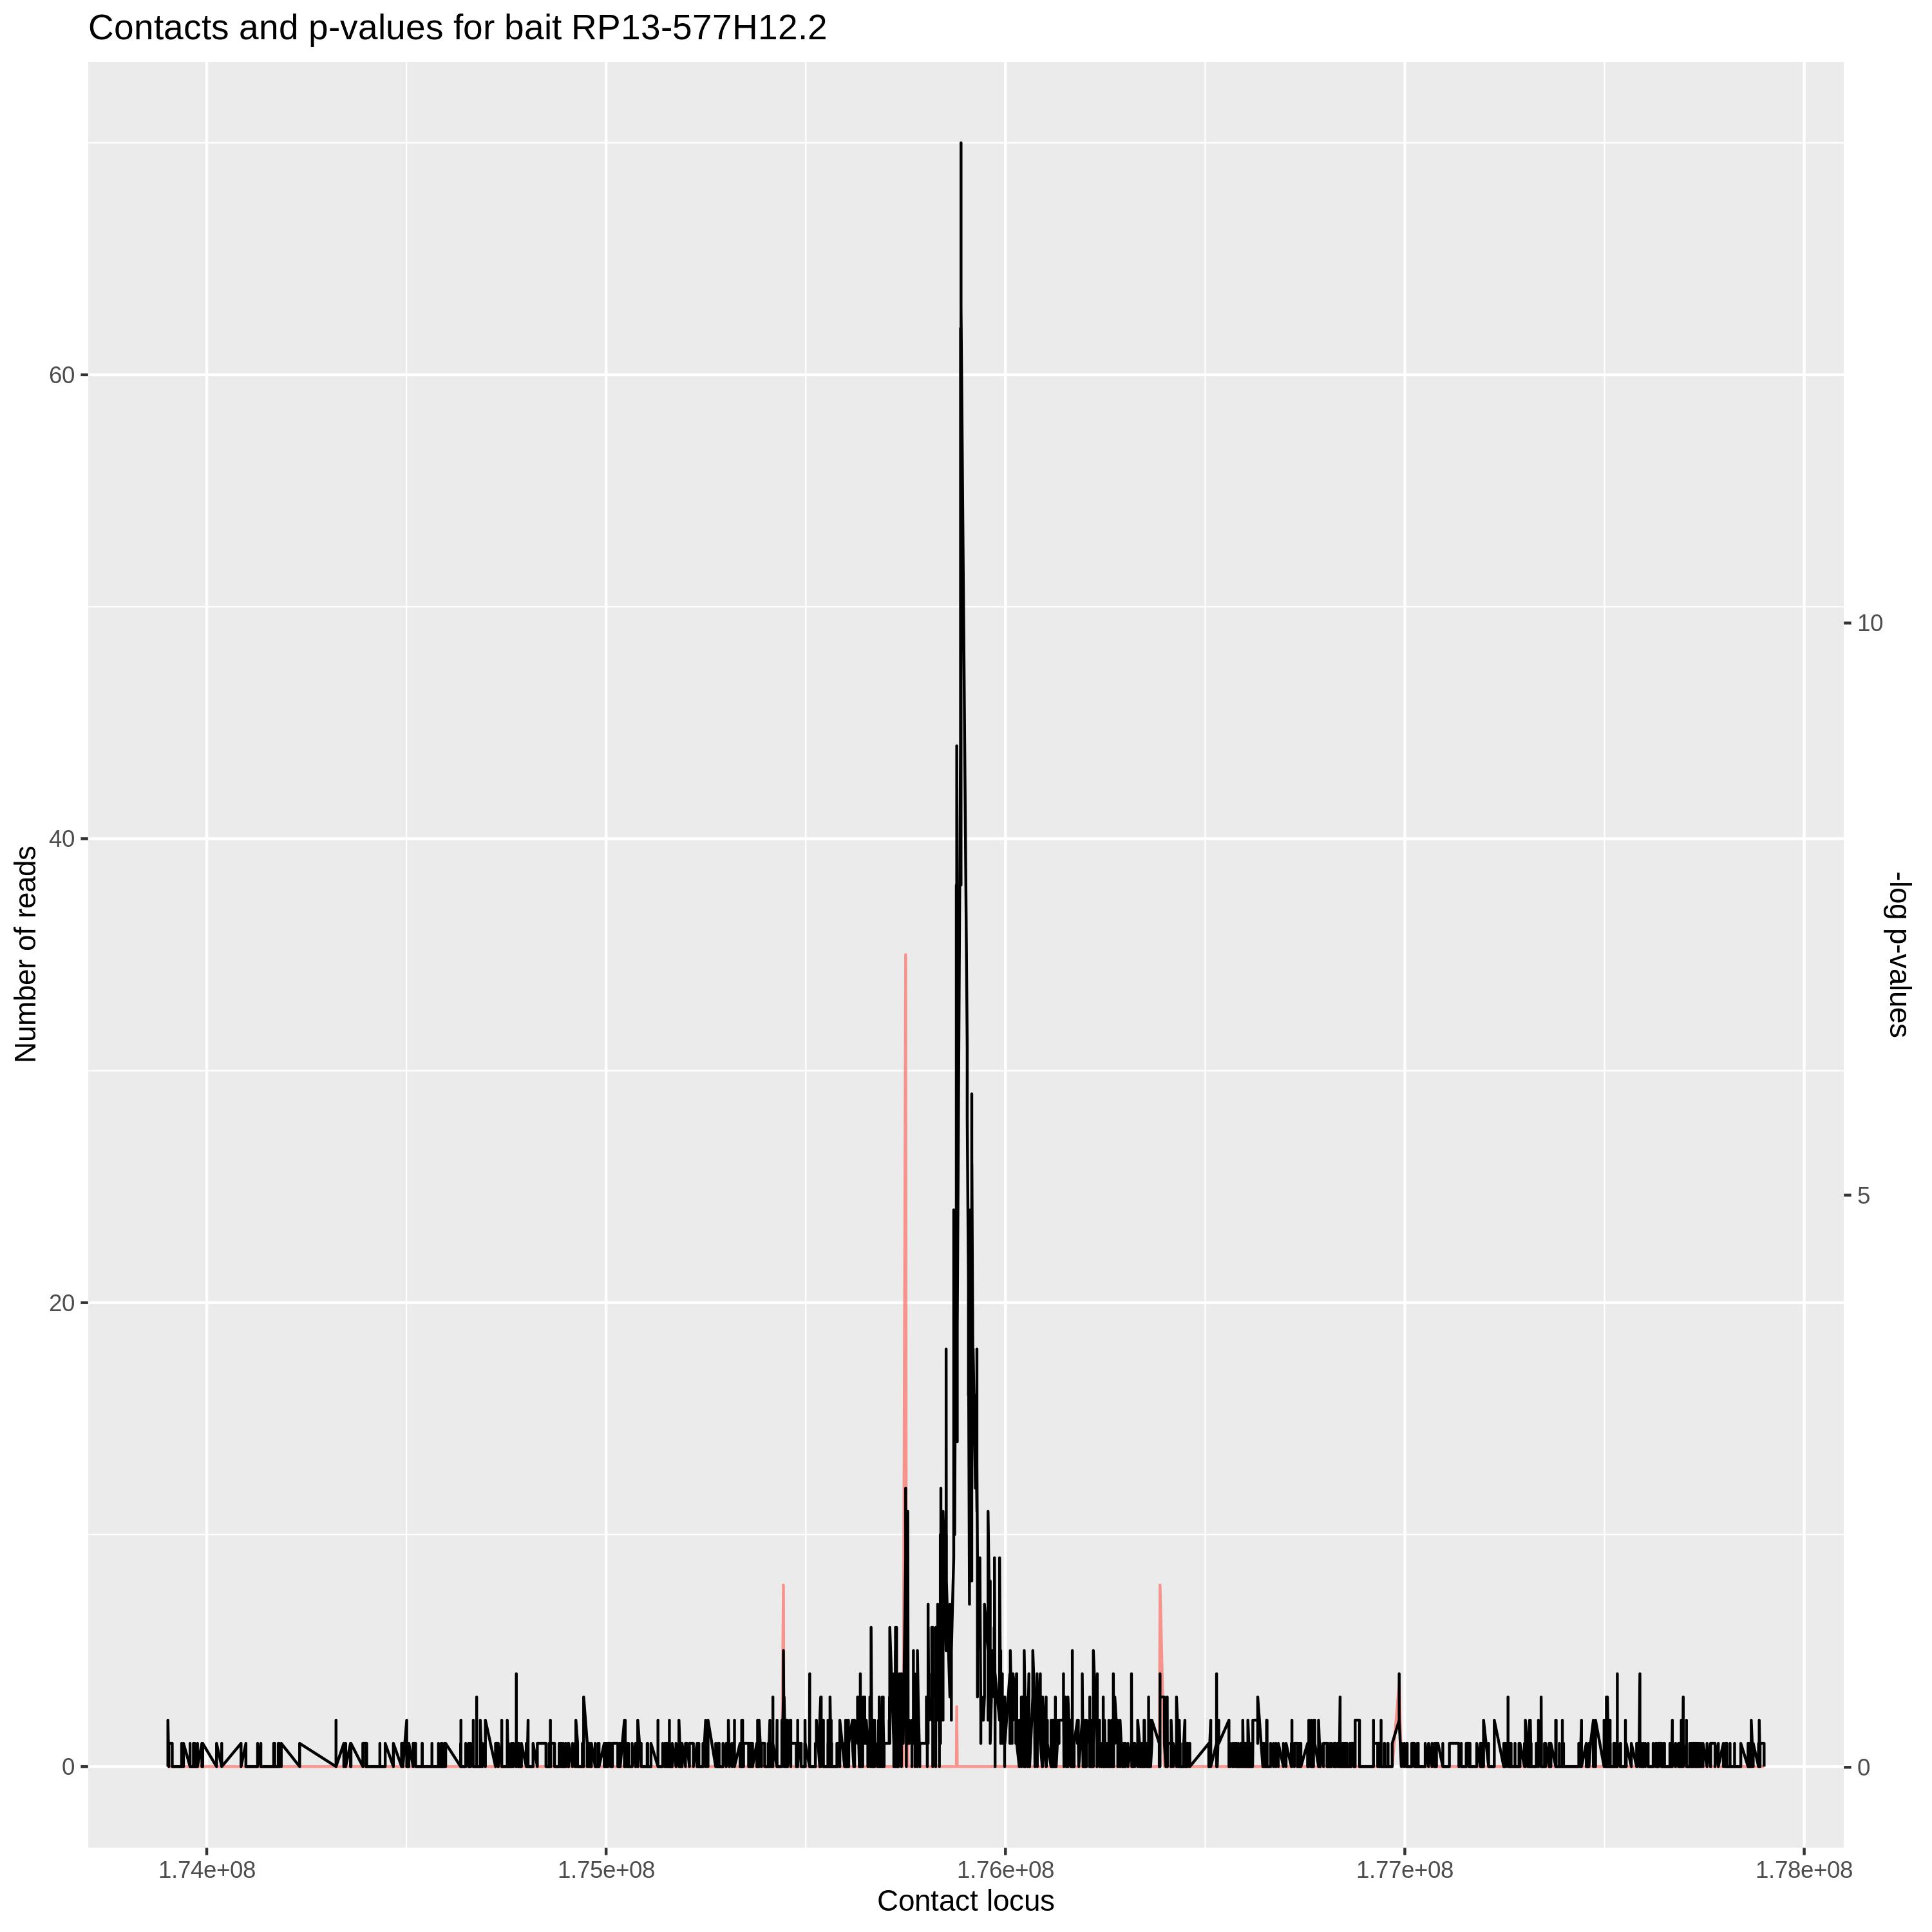 Contacts and p-values for bait RP13-577H12.2
Number of reads
60
40
20
0
10
5
0
-log p-values
1.74e+08
1.75e+08
1.76e+08
1.77e+08
1.78e+08
Contact locus